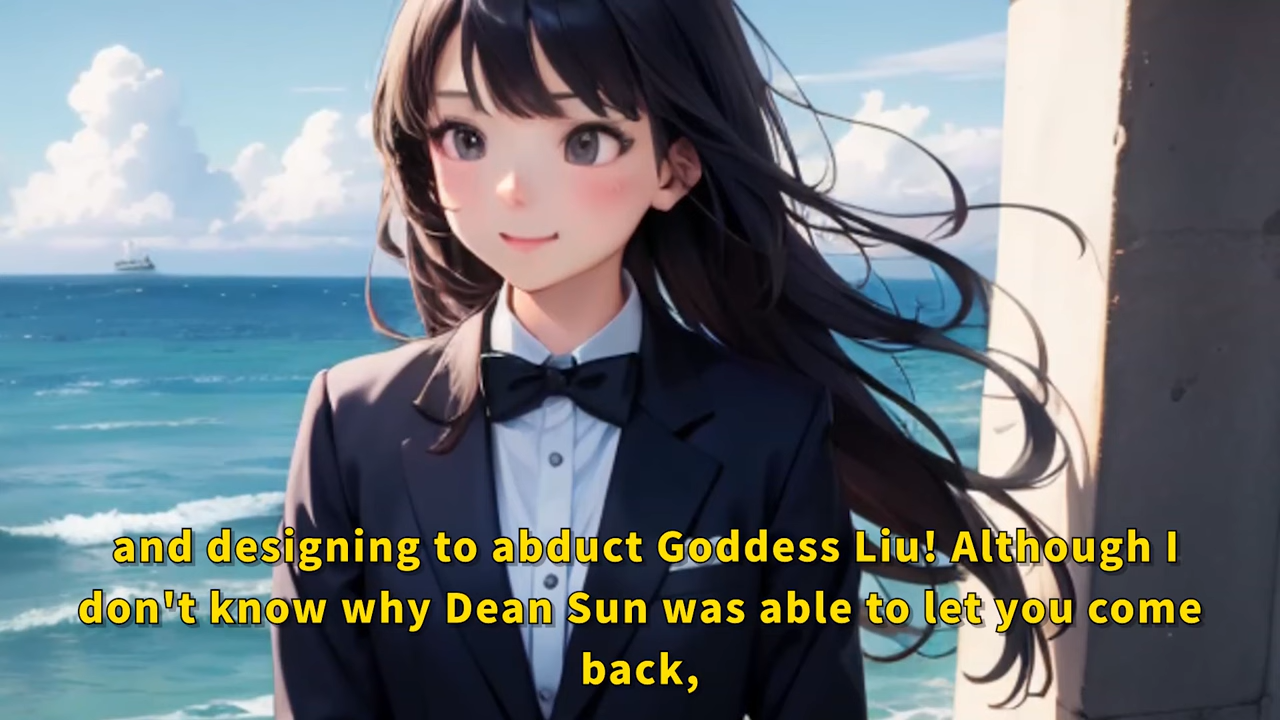 and designing to abduct Goddess Liu! Although I
don't know why Dean Sun was able to let you come
back,